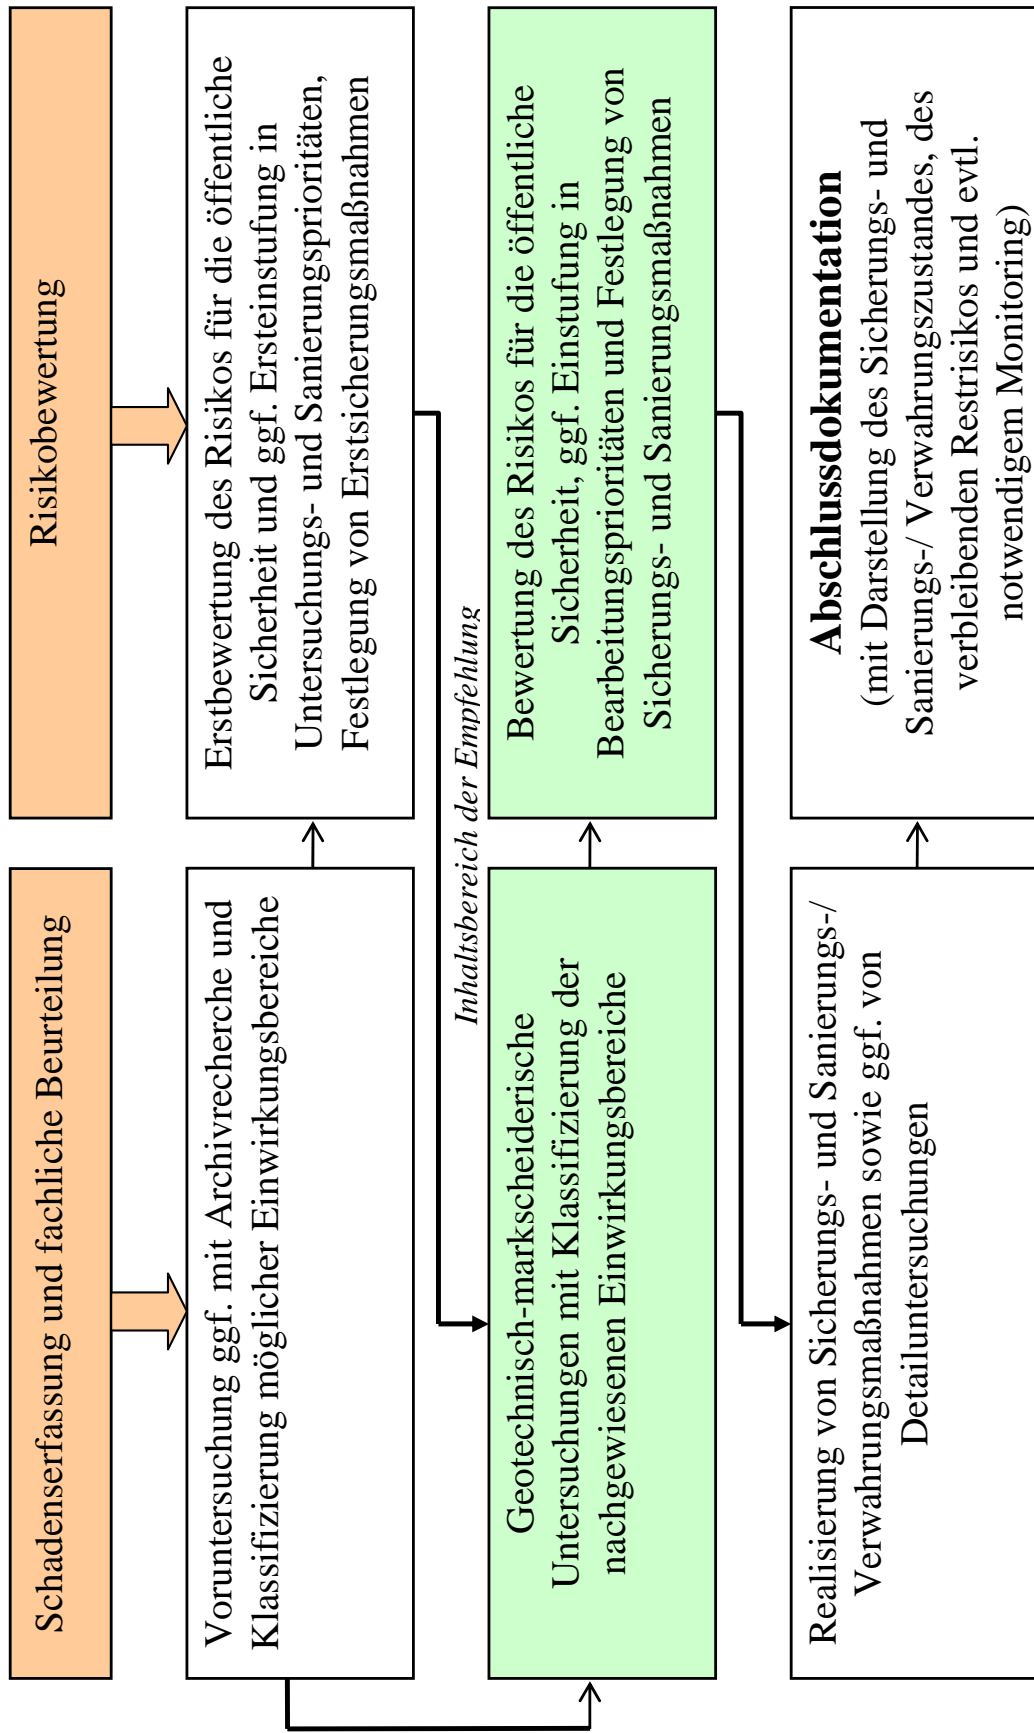 Schadenserfassung und fachliche Beurteilung
Risikobewertung
Voruntersuchung ggf. mit Archivrecherche und
Klassifizierung möglicher Einwirkungsbereiche
Erstbewertung des Risikos für die öffentliche
Sicherheit und ggf. Ersteinstufung in
Untersuchungs- und Sanierungsprioritäten,
Festlegung von Erstsicherungsmaßnahmen
Inhaltsbereich der Empfehlung
Geotechnisch-markscheiderische
Untersuchungen mit Klassifizierung der
nachgewiesenen Einwirkungsbereiche
Bewertung des Risikos für die öffentliche
Sicherheit, ggf. Einstufung in
Bearbeitungsprioritäten und Festlegung von
Sicherungs- und Sanierungsmaßnahmen
Realisierung von Sicherungs- und Sanierungs-/
Verwahrungsmaßnahmen sowie ggf. von
Detailuntersuchungen
Abschlussdokumentation
(mit Darstellung des Sicherungs- und
Sanierungs-/ Verwahrungszustandes, des
verbleibenden Restrisikos und evtl.
notwendigem Monitoring)